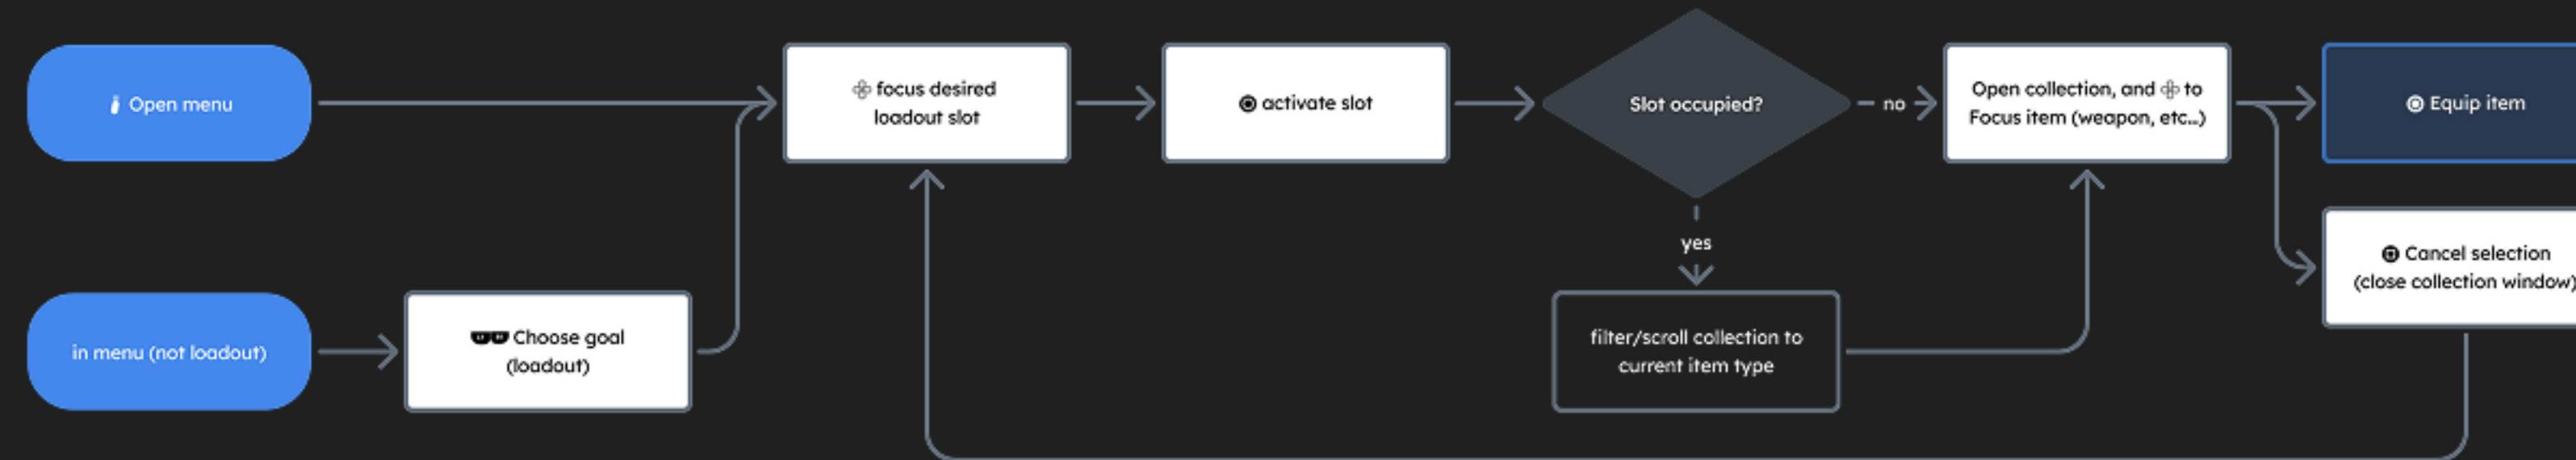 Open menu
focus desired
loadout slot
activate slot
Slot occupied?
no
Open collection, and to
Focus item (weapon, etc...)
Equip item
yes
Cancel selection
(close collection window)
in menu (not loadout)
Choose goal
(loadout)
filter/scroll collection to
current item type